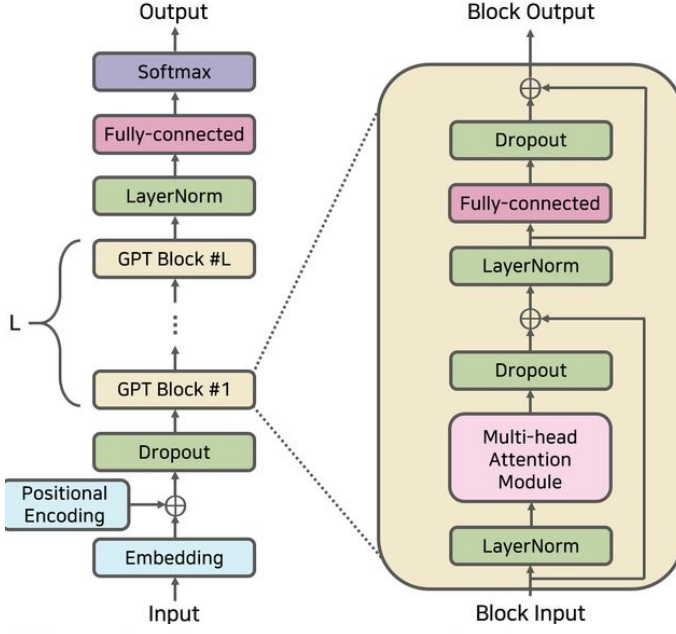 Output
Softmax
Fully-connected
LayerNorm
GPT Block #L
L
GPT Block #1
Dropout
Positional
Encoding
Embedding
Input
Block Output
Dropout
Fully-connected
LayerNorm
Dropout
Multi-head
Attention
Module
LayerNorm
Block Input